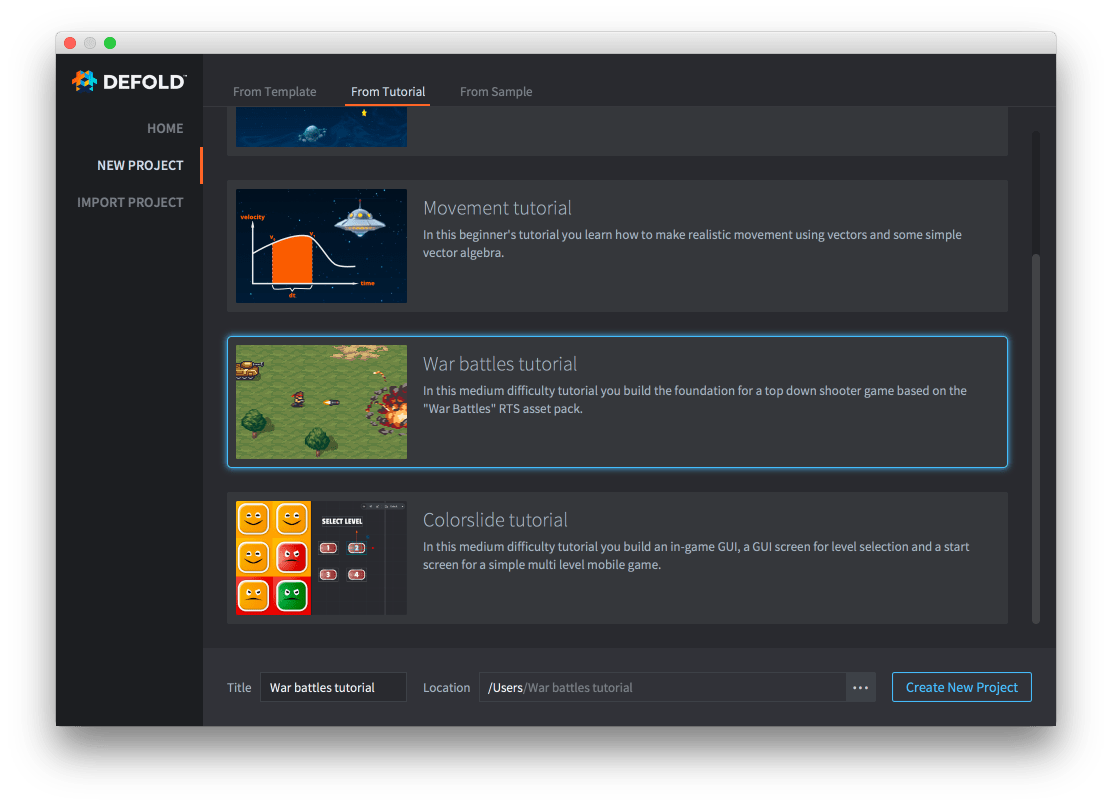 DEFOLD™
HOME
NEW PROJECT
IMPORT PROJECT
From Template
From Tutorial
From Sample
velocity
time
dt
Movement tutorial
In this beginner's tutorial you learn how to make realistic movement using vectors and some simple
vector algebra.
War battles tutorial
In this medium difficulty tutorial you build the foundation for a top down shooter game based on the
"War Battles" RTS asset pack.
SELECT LEVEL
1 2
3 4
Colorslide tutorial
In this medium difficulty tutorial you build an in-game GUI, a GUI screen for level selection and a start
screen for a simple multi level mobile game.
Title
War battles tutorial
Location
/Users/War battles tutorial
...
Create New Project